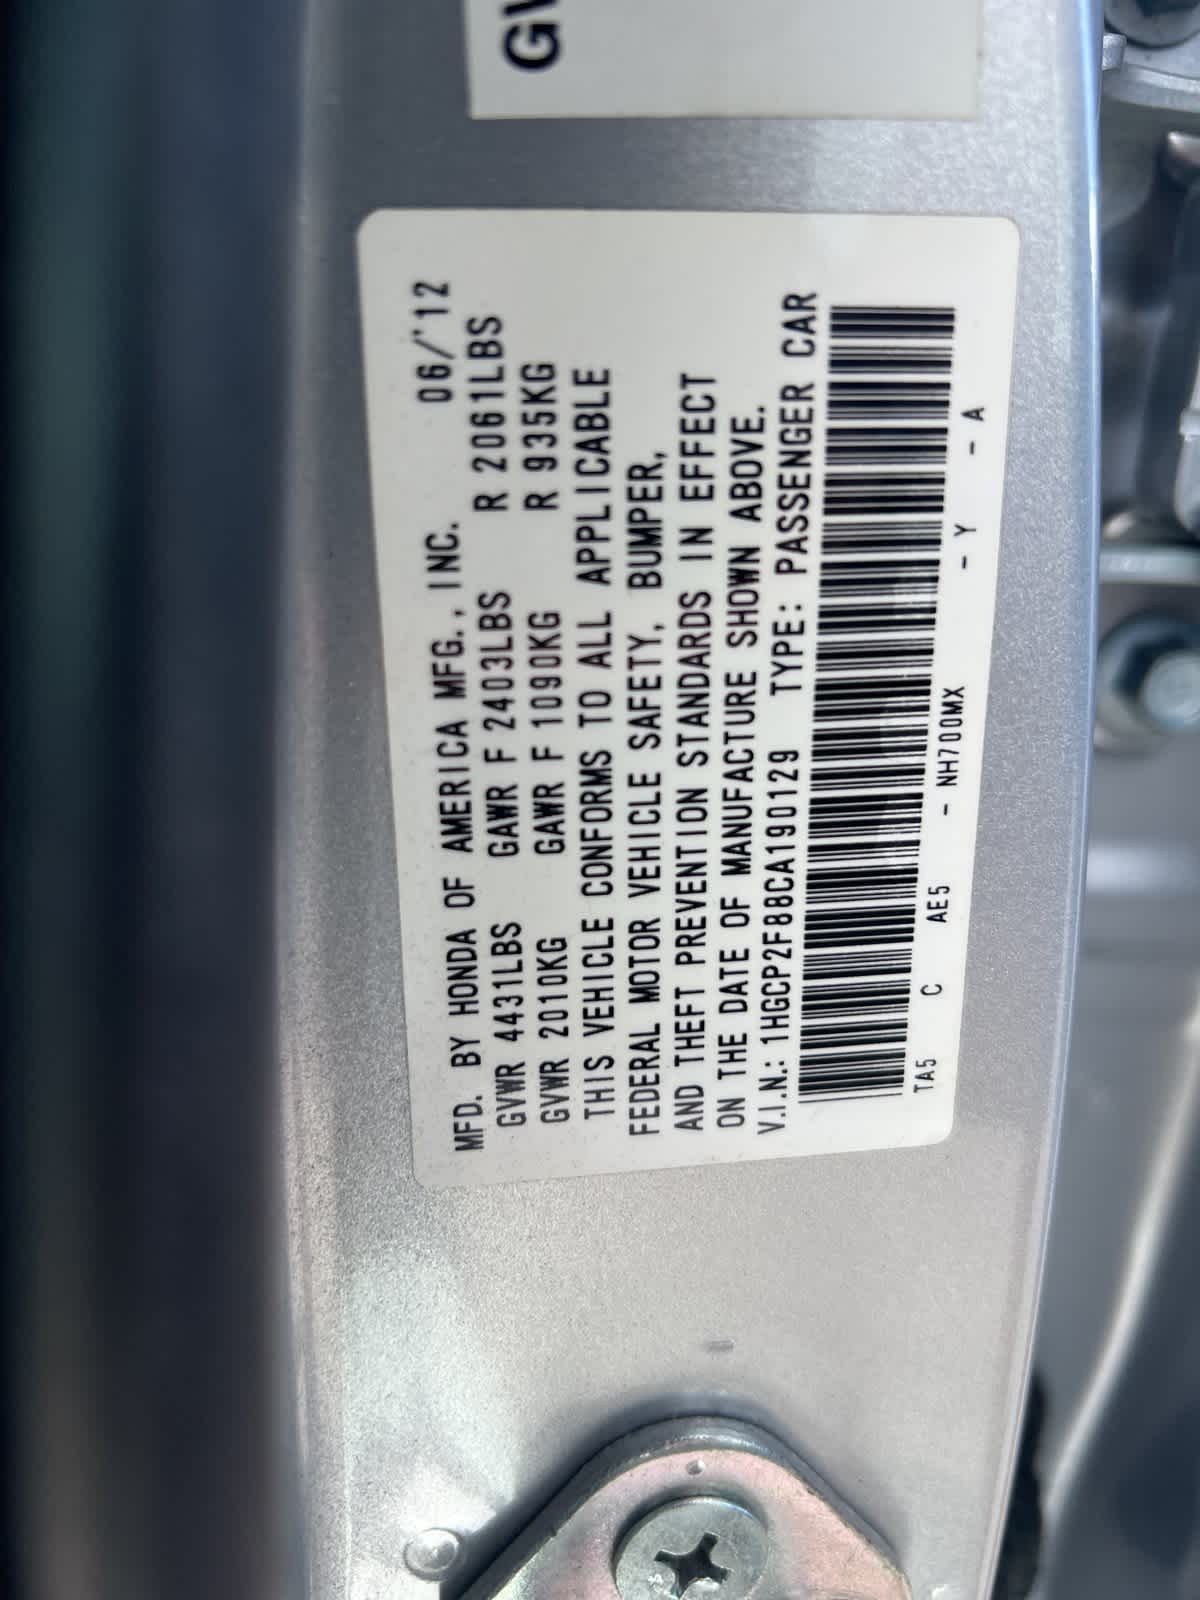 GV
MFD. BY HONDA OF AMERICA MFG., INC. 06/'12
GVWR 4431LBS GAWR F 2403LBS R 2061LBS
GVWR 2010KG GAWR F 1090KG R 935KG
THIS VEHICLE CONFORMS TO ALL APPLICABLE
FEDERAL MOTOR VEHICLE SAFETY, BUMPER,
AND THEFT PREVENTION STANDARDS IN EFFECT
ON THE DATE OF MANUFACTURE SHOWN ABOVE.
V.I.N.: 1HGCP2F88CA190129 TYPE: PASSENGER CAR
TA5 C AE5 - NH700MX - Y - A